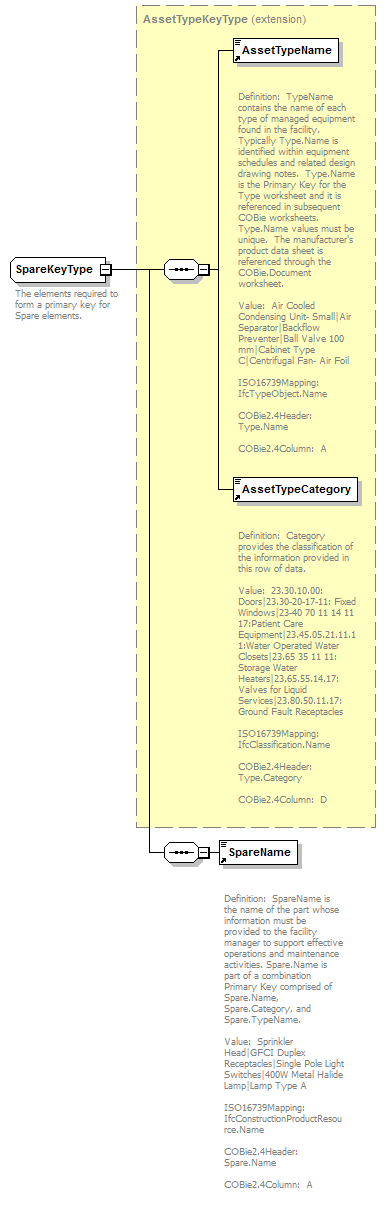 AssetTypeKeyType (extension)
AssetTypeName
Definition: TypeName
contains the name of each
type of managed equipment
found in the facility.
Typically Type.Name is
identified within equipment
schedules and related design
drawing notes. Type.Name
is the Primary Key for the
Type worksheet and it is
referenced in subsequent
COBie worksheets.
Type.Name values must be
unique. The manufacturer's
product data sheet is
referenced through the
COBie.Document
worksheet.
Value: Air Cooled
Condensing Unit- Small|Air
Separator|Backflow
Preventer|Ball Valve 100
mm|Cabinet Type
C|Centrifugal Fan- Air Foil
ISO16739Mapping:
IfcTypeObject.Name
COBie2.4Header:
Type.Name
COBie2.4Column: A
SpareKeyType
The elements required to
form a primary key for
Spare elements.
AssetTypeCategory
Definition: Category
provides the classification of
the information provided in
this row of data.
Value: 23.30.10.00:
Doors|23.30-20-17-11: Fixed
Windows|23-40 70 11 14 11
17:Patient Care
Equipment|23.45.05.21.11.1
1:Water Operated Water
Closets|23.65 35 11 11:
Storage Water
Heaters|23.65.55.14.17:
Valves for Liquid
Services|23.80.50.11.17:
Ground Fault Receptacles
ISO16739Mapping:
IfcClassification.Name
COBie2.4Header:
Type.Category
COBie2.4Column: D
SpareName
Definition: SpareName is
the name of the part whose
information must be
provided to the facility
manager to support effective
operations and maintenance
activities. Spare.Name is
part of a combination
Primary Key comprised of
Spare.Name,
Spare.Category, and
Spare.TypeName.
Value: Sprinkler
Head|GFCI Duplex
Receptacles|Single Pole Light
Switches|400W Metal Halide
Lamp|Lamp Type A
ISO16739Mapping:
IfcConstructionProductResou
rce.Name
COBie2.4Header:
Spare.Name
COBie2.4Column: A